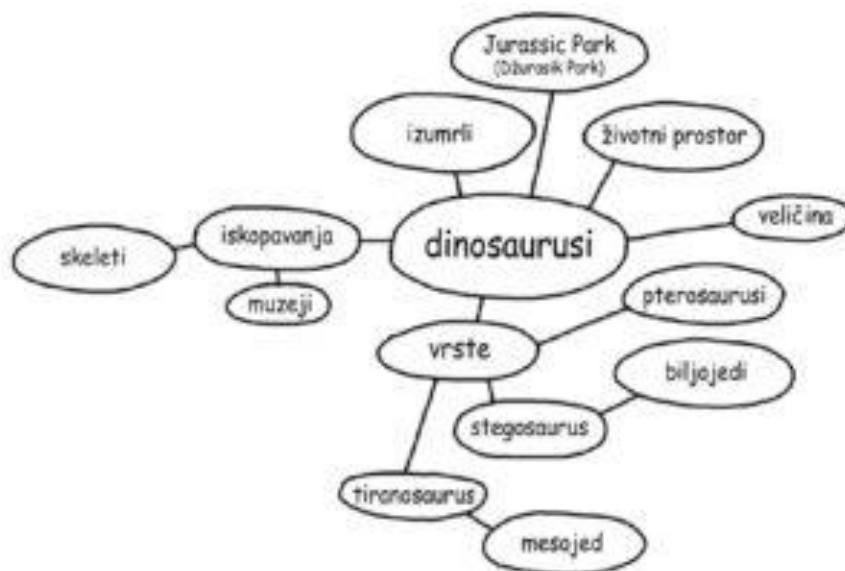 Jurassic Park
(Džurasik Park)
izumrli
životni prostor
veličina
dinosaurusi
iskopavanja
skeleti
muzeji
pterosaurusi
vrste
biljojedi
stegosaurus
tiranosaurus
mesojed